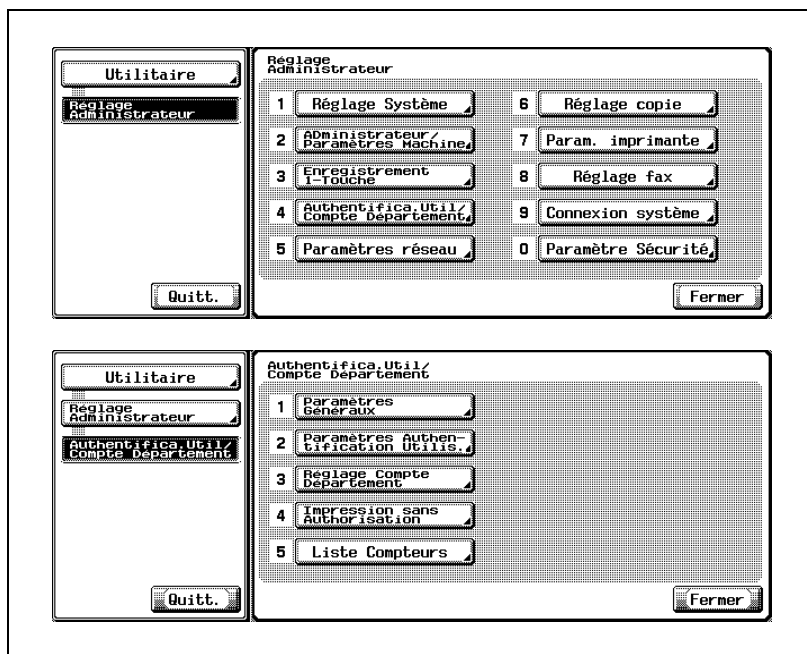 Utilitaire
Réglage
Administrateur
Quitt.
Réglage
Administrateur
1 Réglage Système
2 ADministrateur/
Paramètres Machine
3 Enregistrement
1-Touche
4 Authentifica.Util/
Compte Département
5 Paramètres réseau
6 Réglage copie
7 Param. imprimante
8 Réglage fax
9 Connexion système
0 Paramètre Sécurité
Fermer
Utilitaire
Réglage
Administrateur
Authentifica.Util/
Compte Département
Quitt.
Authentifica.Util/
Compte Département
1 Paramètres
Généraux
2 Paramètres Authen-
tification Utilis.
3 Réglage Compte
Département
4 Impression sans
Authorisation
5 Liste Compteurs
Fermer